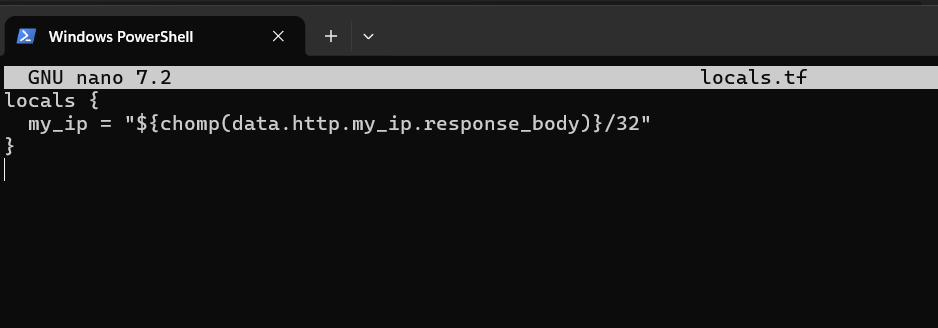 Windows PowerShell
GNU nano 7.2 locals.tf
locals {
  my_ip = "${chomp(data.http.my_ip.response_body)}/32"
}